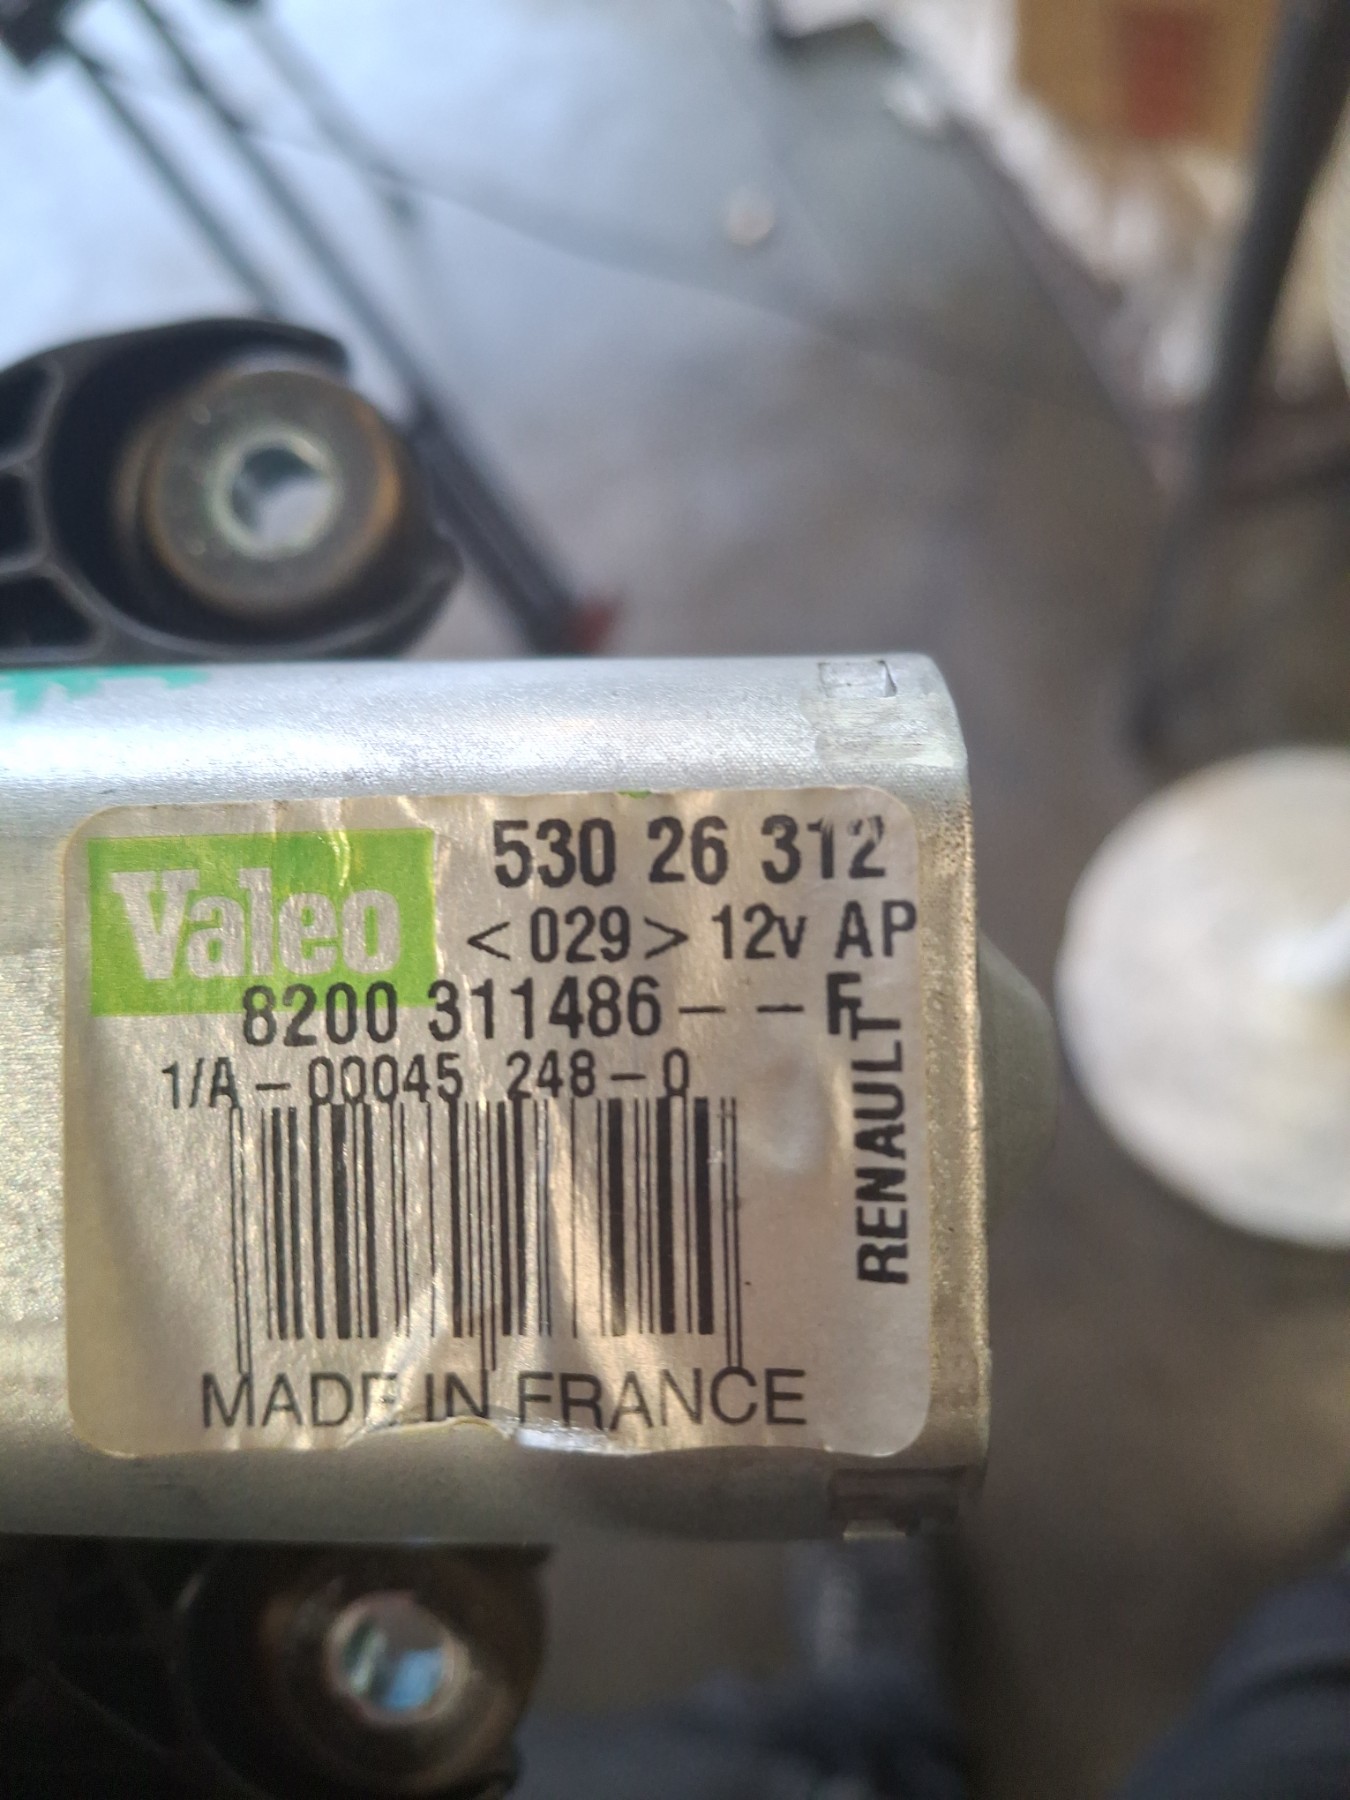 Valeo
530 26 312
<029> 12v AP
8200 311486 - - F
1/A - 00045 248 - 0
RENAULT
MADE IN FRANCE